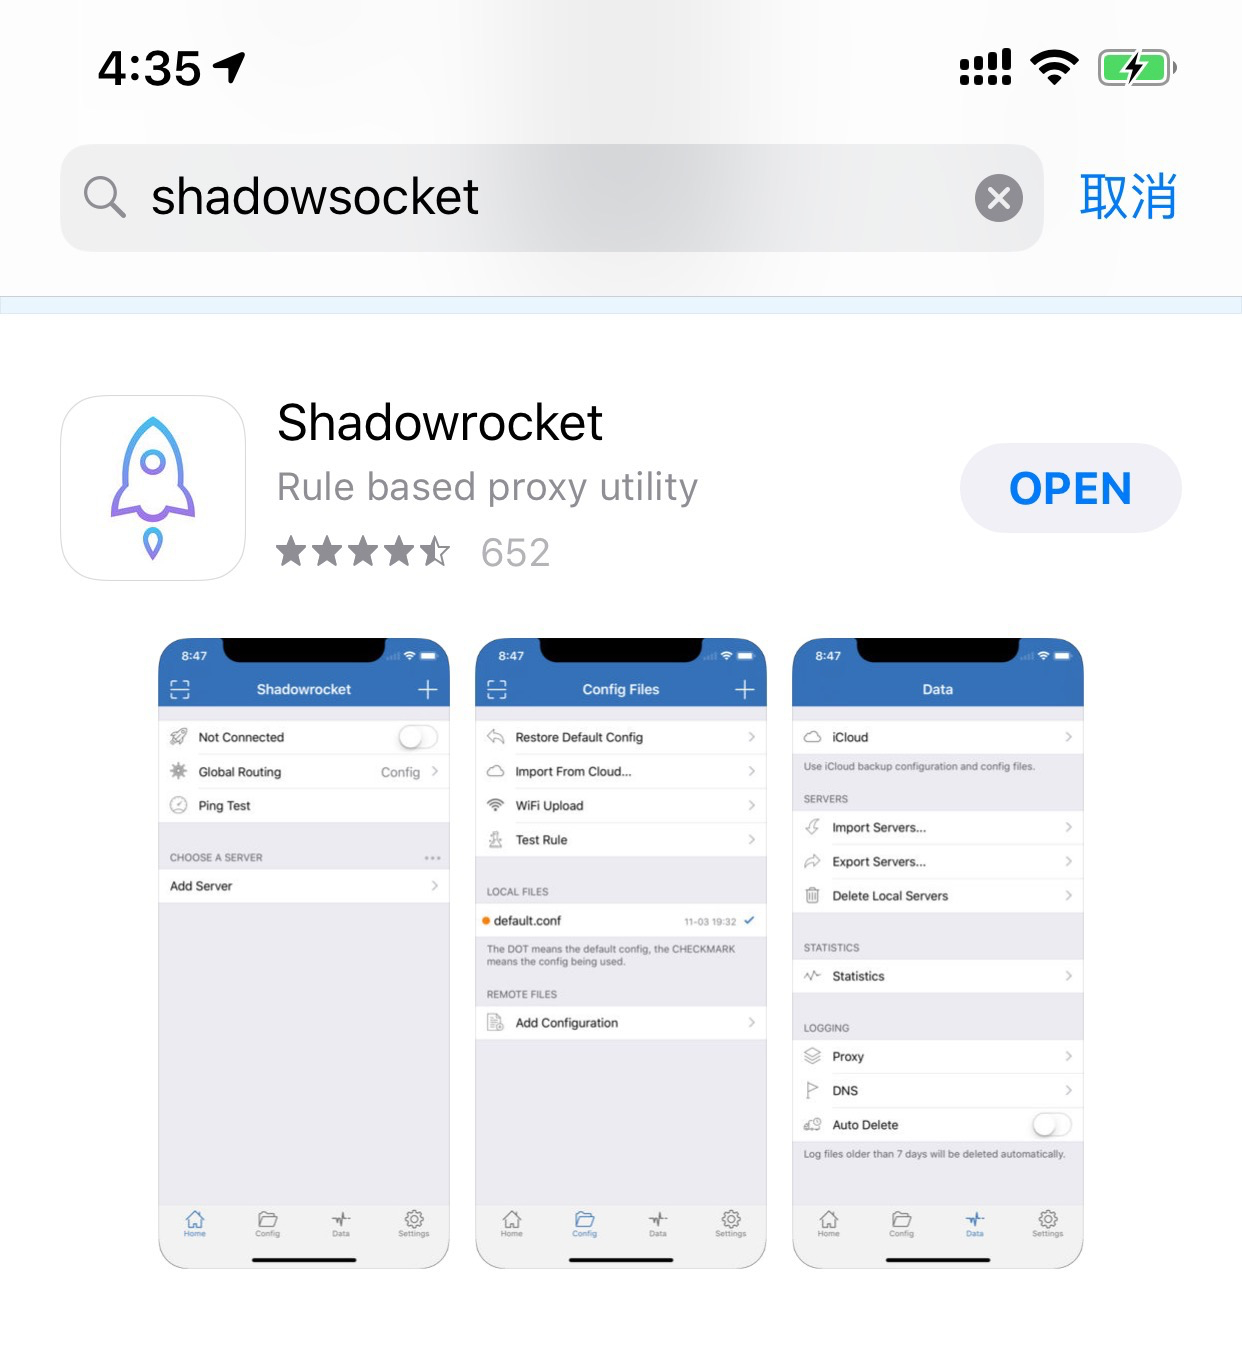 4:35
shadowsocket
取消
Shadowrocket
Rule based proxy utility
OPEN
652
8:47
Shadowrocket
Not Connected
Global Routing Config
Ping Test
CHOOSE A SERVER
Add Server
Home Config Data Settings
8:47
Config Files
Restore Default Config
Import From Cloud...
WiFi Upload
Test Rule
LOCAL FILES
default.conf 11-03 19:32
The DOT means the default config, the CHECKMARK
means the config being used.
REMOTE FILES
Add Configuration
Home Config Data Settings
8:47
Data
iCloud
Use iCloud backup configuration and config files.
SERVERS
Import Servers...
Export Servers...
Delete Local Servers
STATISTICS
Statistics
LOGGING
Proxy
DNS
Auto Delete
Log files older than 7 days will be deleted automatically.
Home Config Data Settings